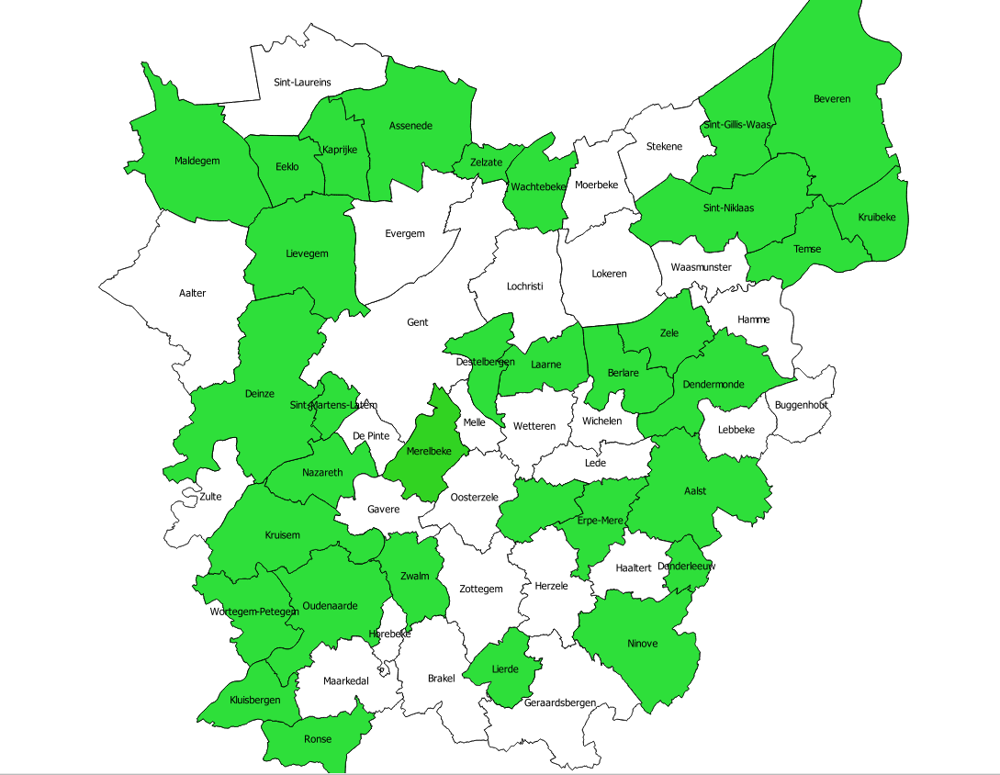 Sint-Laureins
Beveren
Assenede
Sint-Gillis-Waas
Stekene
Kaprijke
Maldegem
Eeklo
Zelzate
Wachtebeke
Moerbeke
Sint-Niklaas
Kruibeke
Evergem
Temse
Lievegem
Waasmunster
Lokeren
Lochristi
Aalter
Hamme
Gent
Zele
Destelbergen
Laarne
Berlare
Dendermonde
Deinze
Sint-Martens-Latem
Buggenhout
Melle
Wetteren
Wichelen
Lebbeke
De Pinte
Merelbeke
Lede
Nazareth
Aalst
Zulte
Oosterzele
Gavere
Erpe-Mere
Kruisem
Haaltert
Denderleeuw
Zwalm
Herzele
Zottegem
Oudenaarde
Wortegem-Petegem
Horebeke
Ninove
Lierde
Maarkedal
Brakel
Kluisbergen
Geraardsbergen
Ronse